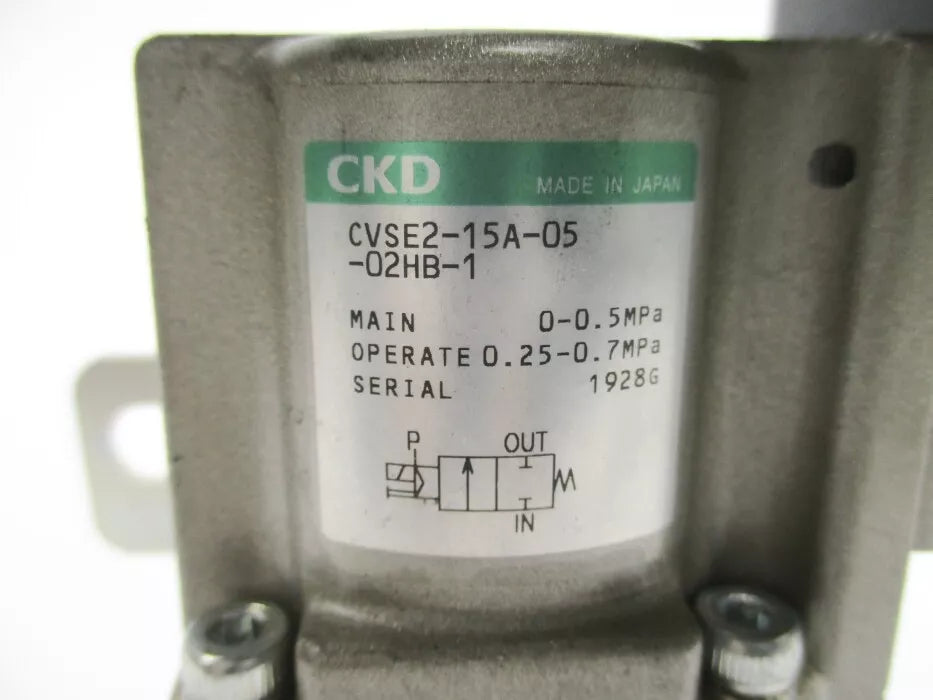 CKD MADE IN JAPAN
CVSE2-15A-05
-02HB-1
MAIN 0-0.5MPa
OPERATE 0.25-0.7MPa
SERIAL 1928G
P OUT
IN